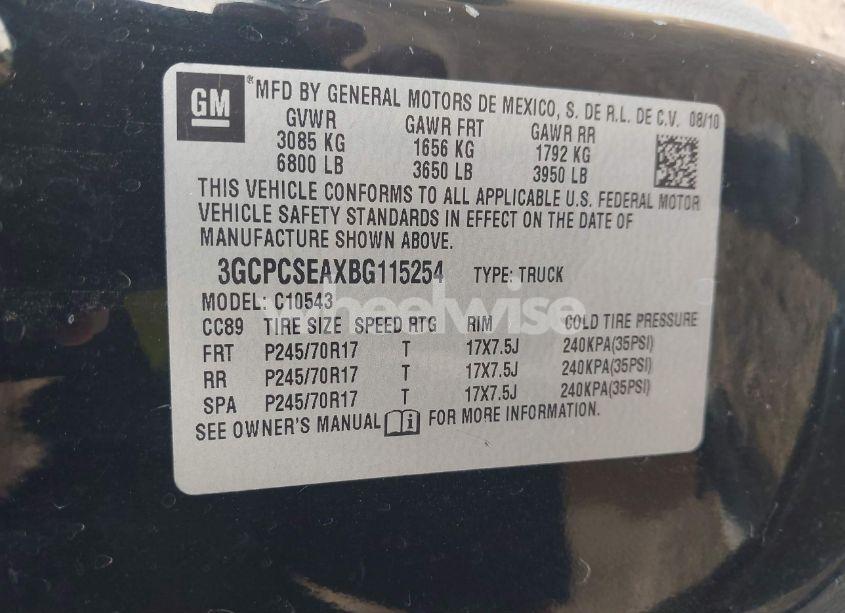 GM
®MFD BY GENERAL MOTORS DE MEXICO, S. DE R.L. DE C.V. 08/10
GVWR GAWR FRT GAWR RR
3085 KG 1656 KG 1792 KG
6800 LB 3650 LB 3950 LB
THIS VEHICLE CONFORMS TO ALL APPLICABLE U.S. FEDERAL MOTOR
VEHICLE SAFETY STANDARDS IN EFFECT ON THE DATE OF
MANUFACTURE SHOWN ABOVE.
3GCPCSEAXBG115254 TYPE: TRUCK
MODEL: C10543
wheelwise
CC89 TIRE SIZE SPEED RTG RIM COLD TIRE PRESSURE
FRT P245/70R17 T 17X7.5J 240KPA(35PSI)
RR P245/70R17 T 17X7.5J 240KPA(35PSI)
SPA P245/70R17 T 17X7.5J 240KPA(35PSI)
SEE OWNER'S MANUAL i FOR MORE INFORMATION.